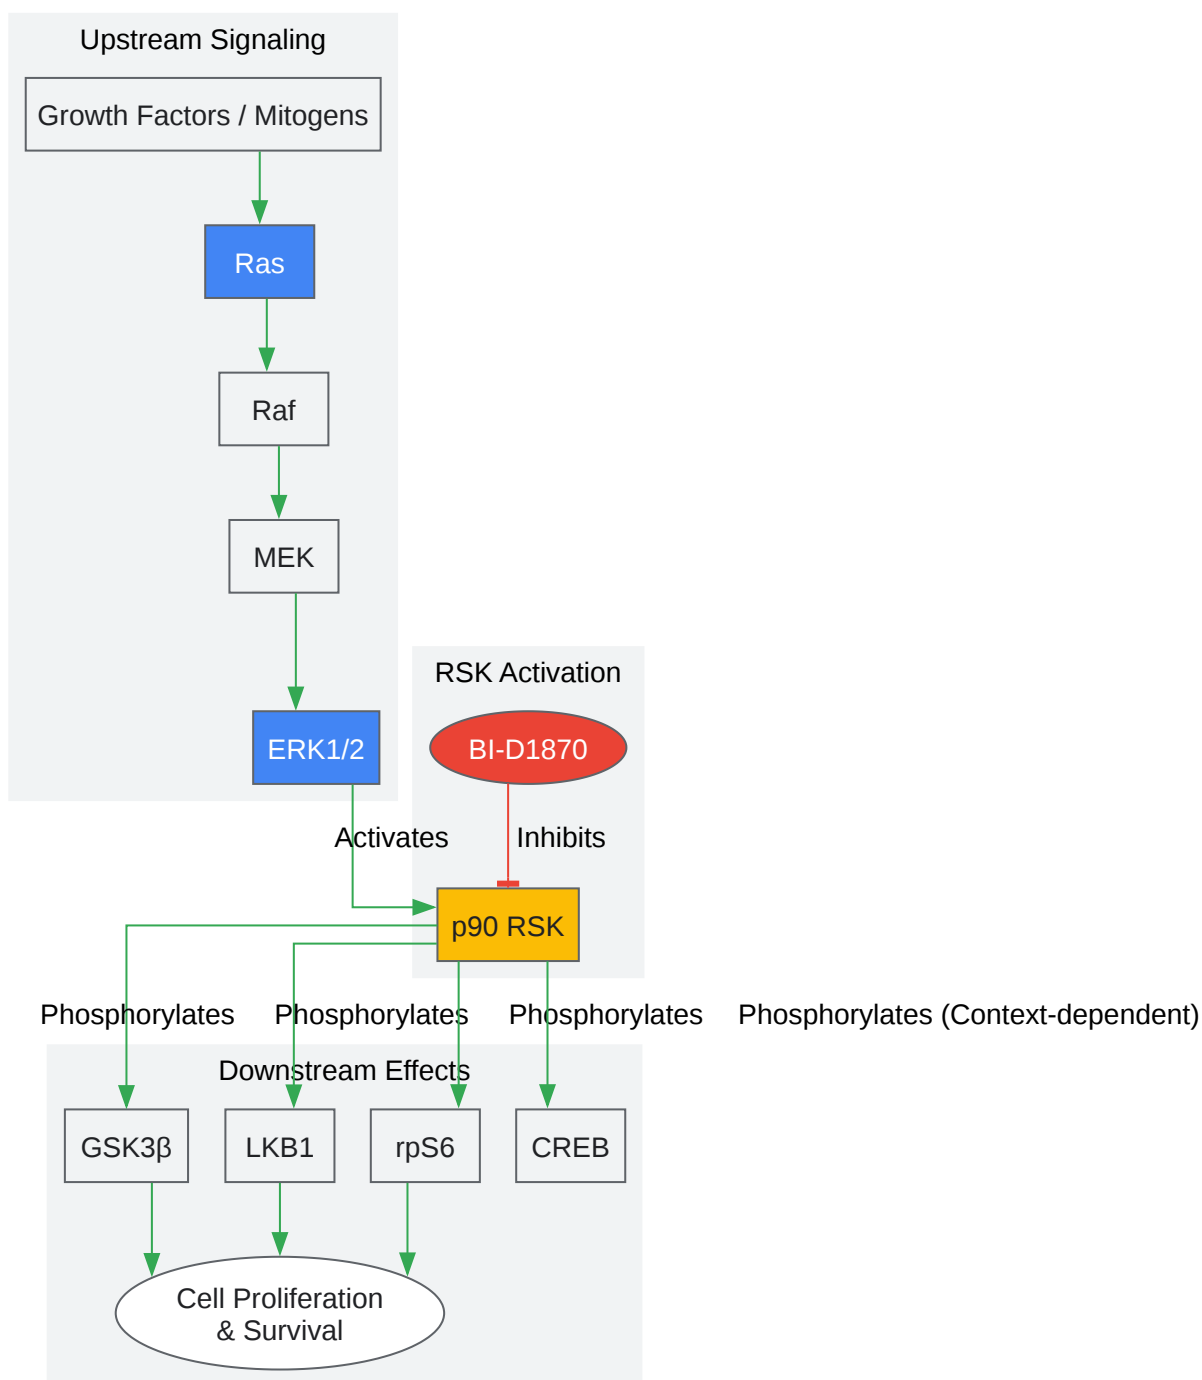 Upstream Signaling
Growth Factors / Mitogens
Ras
Raf
MEK
RSK Activation
ERK1/2
BI-D1870
Activates
Inhibits
p90 RSK
Phosphorylates
Phosphorylates
Phosphorylates
Phosphorylates (Context-dependent)
Downstream Effects
GSK3β
LKB1
rpS6
CREB
Cell Proliferation
& Survival